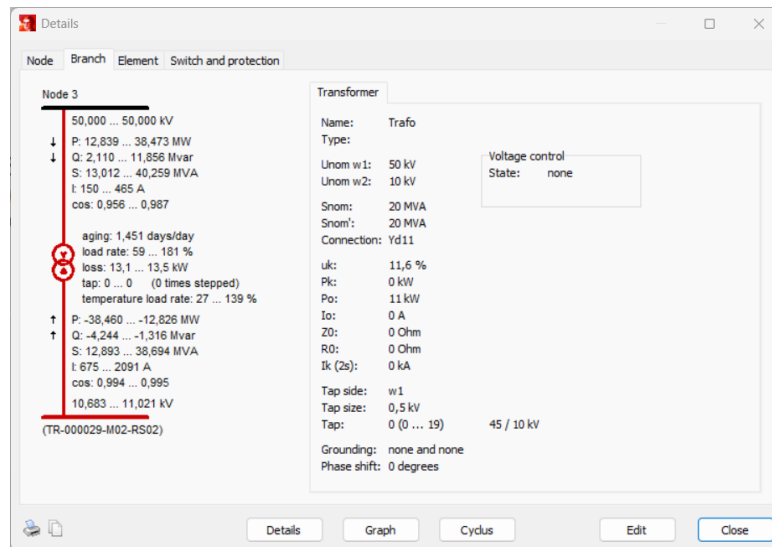 Details
Node Branch Element Switch and protection
Node 3
50,000 ... 50,000 kV
↓ P: 12,839 ... 38,473 MW
↓ Q: 2,110 ... 11,856 Mvar
S: 13,012 ... 40,259 MVA
I: 150 ... 465 A
cos: 0,956 ... 0,987
aging: 1,451 days/day
load rate: 59 ... 181 %
loss: 13,1 ... 13,5 kW
tap: 0 ... 0 (0 times stepped)
temperature load rate: 27 ... 139 %
↑ P: -38,460 ... -12,826 MW
↑ Q: -4,244 ... -1,316 Mvar
S: 12,893 ... 38,694 MVA
I: 675 ... 2091 A
cos: 0,994 ... 0,995
10,683 ... 11,021 kV
(TR-000029-M02-RS02)
Transformer
Name: Trafo
Type:
Unom w1: 50 kV
Unom w2: 10 kV
Snom: 20 MVA
Snom': 20 MVA
Connection: Yd11
uk: 11,6 %
Pk: 0 kW
Po: 11 kW
Io: 0 A
Z0: 0 Ohm
R0: 0 Ohm
Ik (2s): 0 kA
Tap side: w1
Tap size: 0,5 kV
Tap: 0 (0 ... 19) 45 / 10 kV
Grounding: none and none
Phase shift: 0 degrees
Voltage control
State: none
Details Graph Cyclus Edit Close